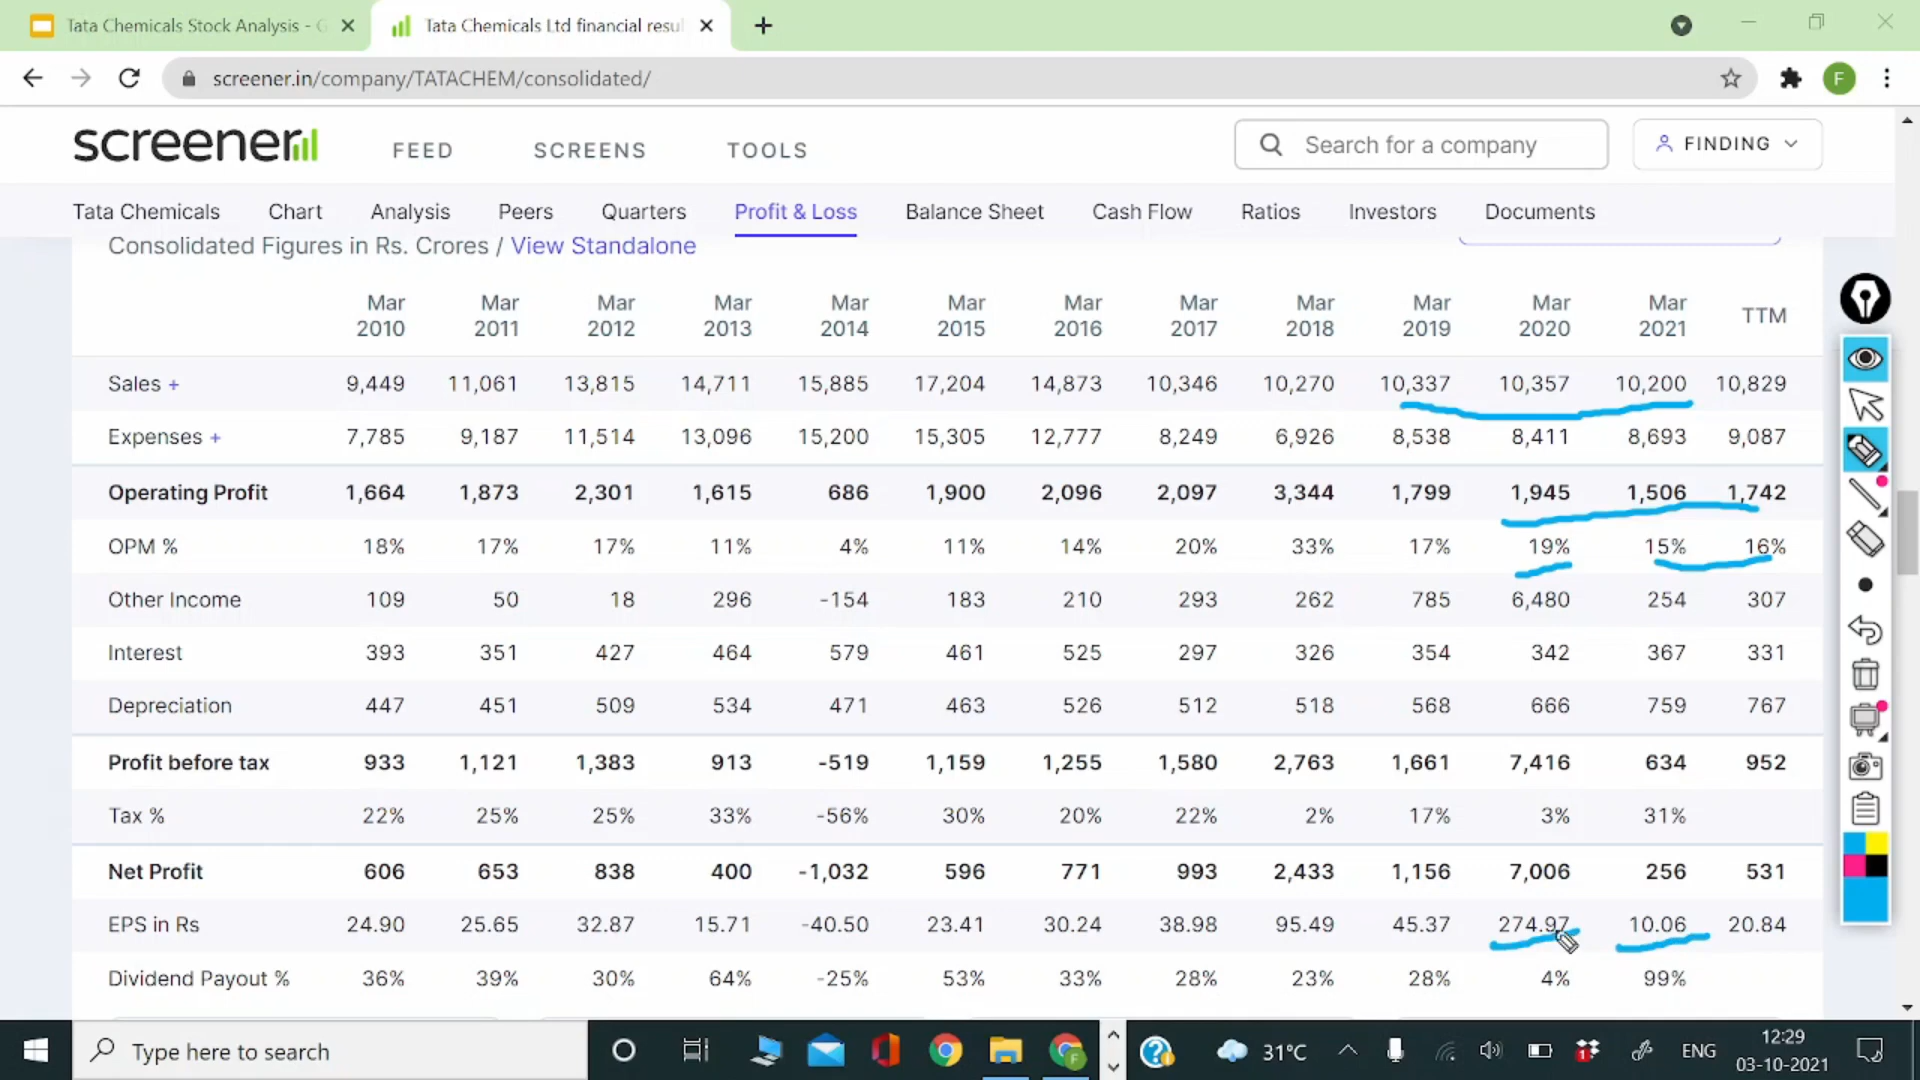 Tata Chemicals Stock Analysis - G
Tata Chemicals Ltd financial resul
screener.in/company/TATACHEM/consolidated/
F
screener
FEED SCREENS TOOLS
Search for a company
FINDING
Tata Chemicals Chart Analysis Peers Quarters Profit & Loss Balance Sheet Cash Flow Ratios Investors Documents
Consolidated Figures in Rs. Crores / View Standalone
Mar 2010 Mar 2011 Mar 2012 Mar 2013 Mar 2014 Mar 2015 Mar 2016 Mar 2017 Mar 2018 Mar 2019 Mar 2020 Mar 2021 TTM
Sales + 9,449 11,061 13,815 14,711 15,885 17,204 14,873 10,346 10,270 10,337 10,357 10,200 10,829
Expenses + 7,785 9,187 11,514 13,096 15,200 15,305 12,777 8,249 6,926 8,538 8,411 8,693 9,087
Operating Profit 1,664 1,873 2,301 1,615 686 1,900 2,096 2,097 3,344 1,799 1,945 1,506 1,742
OPM % 18% 17% 17% 11% 4% 11% 14% 20% 33% 17% 19% 15% 16%
Other Income 109 50 18 296 -154 183 210 293 262 785 6,480 254 307
Interest 393 351 427 464 579 461 525 297 326 354 342 367 331
Depreciation 447 451 509 534 471 463 526 512 518 568 666 759 767
Profit before tax 933 1,121 1,383 913 -519 1,159 1,255 1,580 2,763 1,661 7,416 634 952
Tax % 22% 25% 25% 33% -56% 30% 20% 22% 2% 17% 3% 31%
Net Profit 606 653 838 400 -1,032 596 771 993 2,433 1,156 7,006 256 531
EPS in Rs 24.90 25.65 32.87 15.71 -40.50 23.41 30.24 38.98 95.49 45.37 274.97 10.06 20.84
Dividend Payout % 36% 39% 30% 64% -25% 53% 33% 28% 23% 28% 4% 99%
Type here to search
31°C
ENG
12:29
03-10-2021